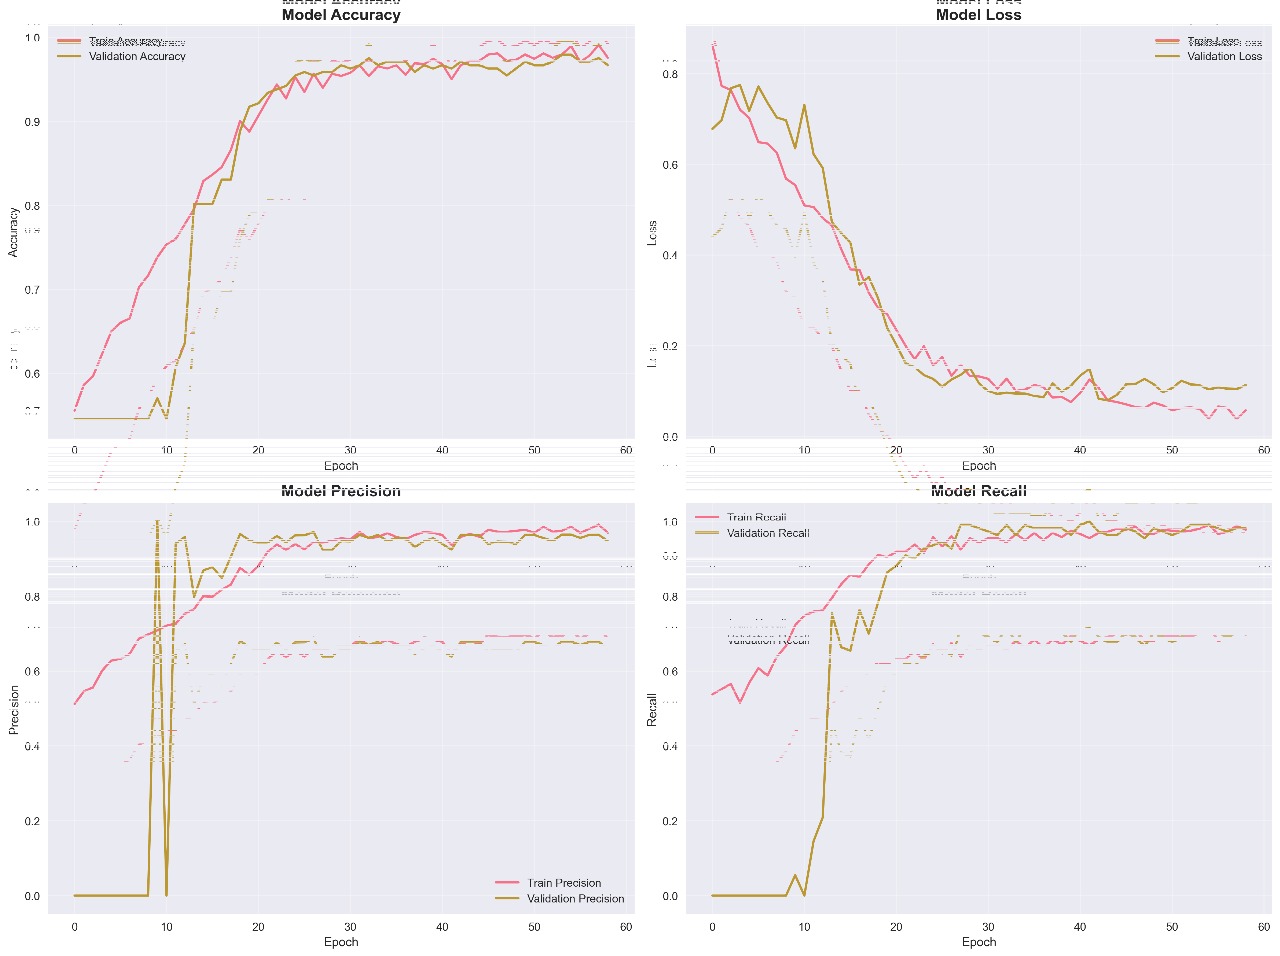 Model Accuracy
Model Loss
Train Accuracy
Validation Accuracy
Train Loss
Validation Loss
1.0
0.9
0.8
0.7
0.6
Accuracy
0 10 20 30 40 50 60
Epoch
0.8
0.6
0.4
0.2
0.0
Loss
0 10 20 30 40 50 60
Epoch
Model Precision
Model Recall
1.0
0.8
0.6
0.4
0.2
0.0
Precision
Train Precision
Validation Precision
0 10 20 30 40 50 60
Epoch
Train Recall
Validation Recall
1.0
0.8
0.6
0.4
0.2
0.0
Recall
Validation Recall
0 10 20 30 40 50 60
Epoch